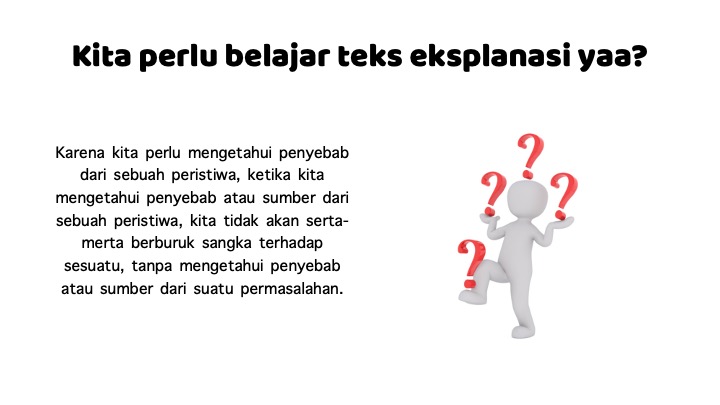 Kita perlu belajar teks eksplanasi yaa?
Karena kita perlu mengetahui penyebab
dari sebuah peristiwa, ketika kita
mengetahui penyebab atau sumber dari
sebuah peristiwa, kita tidak akan serta-
merta berburuk sangka terhadap
sesuatu, tanpa mengetahui penyebab
atau sumber dari suatu permasalahan.